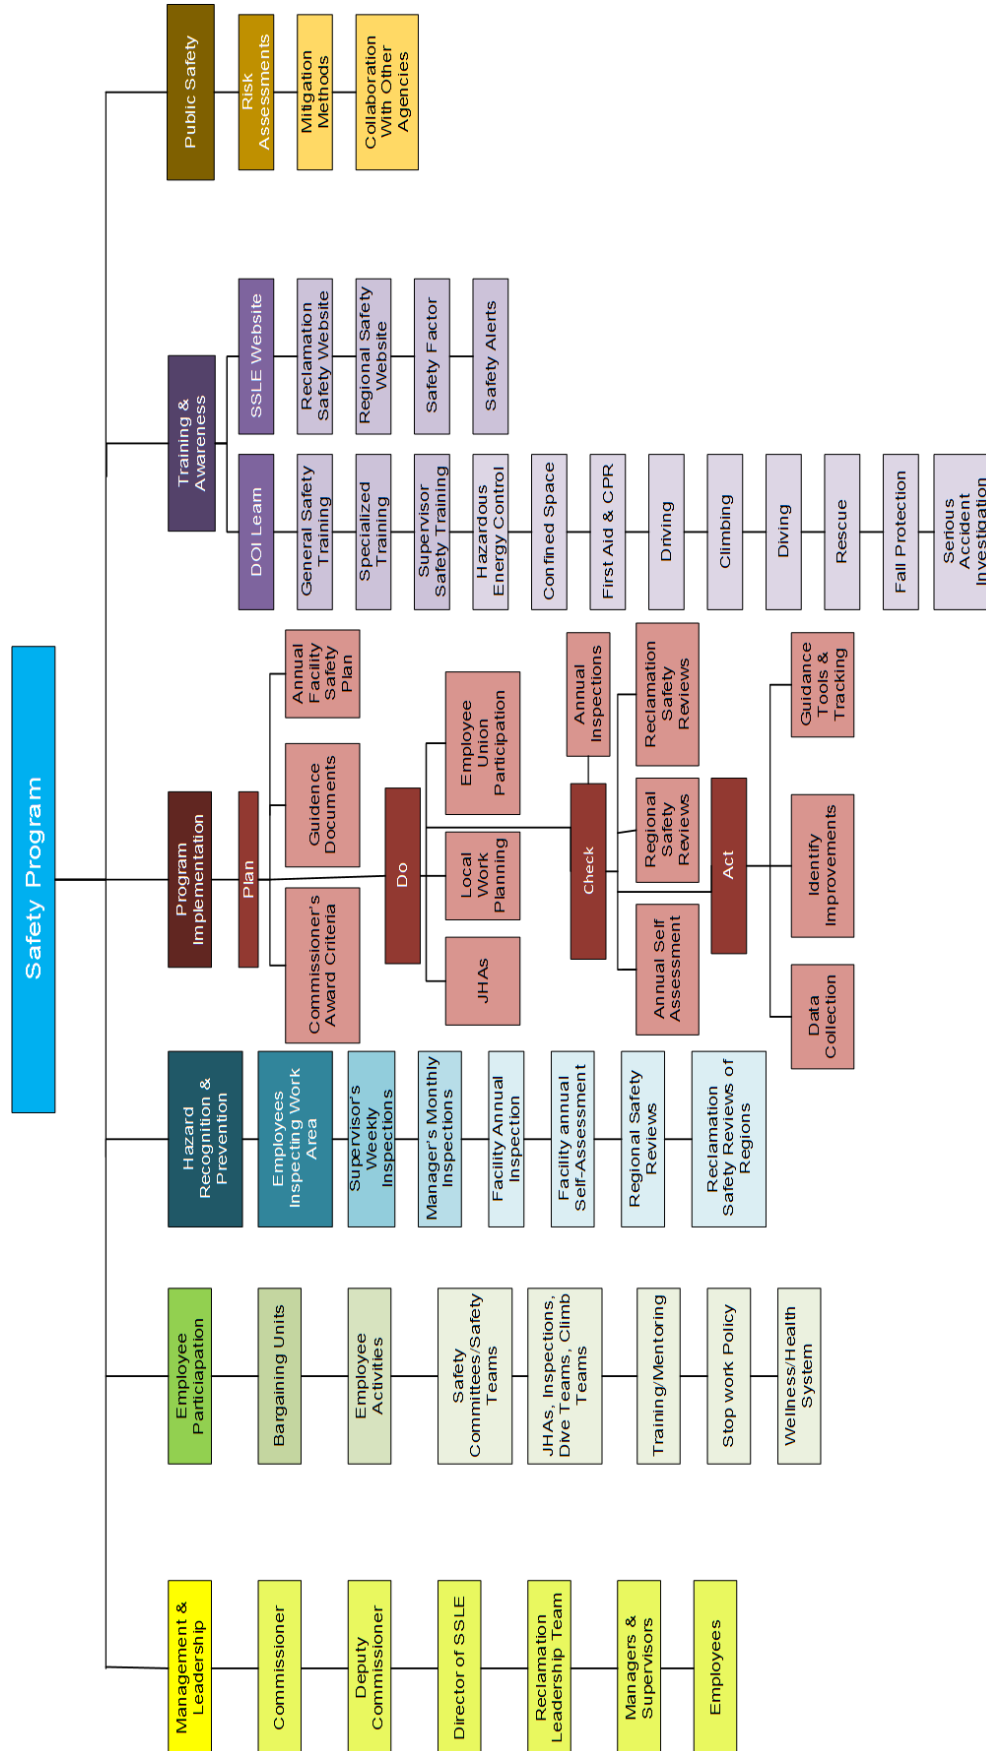 Safety Program
Management &
Leadership
Commissioner
Deputy
Commissioner
Director of SSLE
Reclamation
Leadership Team
Managers &
Supervisors
Employees
Employee
Particiapation
Bargaining Units
Employee
Activities
Safety
Committees/Safety
Teams
JHAs, Inspections,
Dive Teams, Climb
Teams
Training/Mentoring
Stop work Policy
Wellness/Health
System
Hazard
Recognition &
Prevention
Employees
Inspecting Work
Area
Supervisor's
Weekly
Inspections
Manager's Monthly
Inspections
Facility Annual
Inspection
Facility annual
Self-Assessment
Regional Safety
Reviews
Reclamation
Safety Reviews of
Regions
Program
Implementation
Plan
Commissioner's
Award Criteria
Guidence
Documents
Annual
Facility
Safety
Plan
Do
JHAs
Local
Work
Planning
Employee
Union
Participation
Check
Annual
Inspections
Annual Self
Assessment
Regional
Safety
Reviews
Reclamation
Safety
Reviews
Act
Data
Collection
Identify
Improvements
Guidance
Tools &
Tracking
Training &
Awareness
DOI Learn
General Safety
Training
Specialized
Training
Supervisor
Safety Training
Hazardous
Energy Control
Confined Space
First Aid & CPR
Driving
Climbing
Diving
Rescue
Fall Protection
Serious
Accident
Investigation
SSLE Website
Reclamation
Safety Website
Regional Safety
Website
Safety Factor
Safety Alerts
Public Safety
Risk
Assessments
Mitigation
Methods
Collaboration
With Other
Agencies